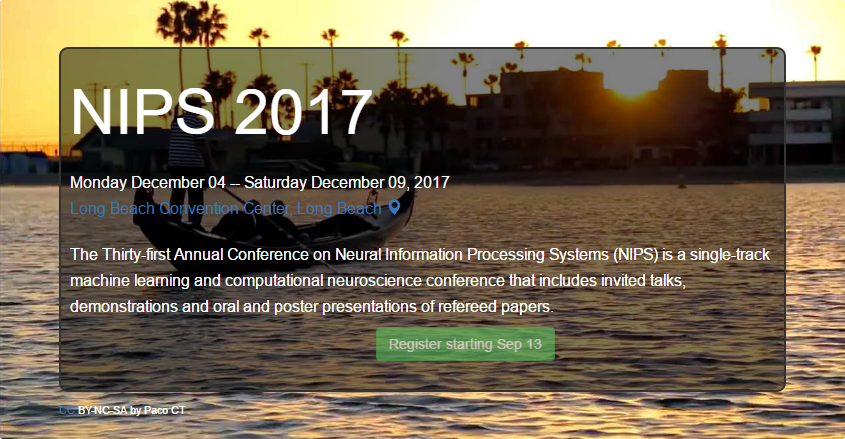 NIPS 2017
Monday December 04 -- Saturday December 09, 2017
Long Beach Convention Center, Long Beach
The Thirty-first Annual Conference on Neural Information Processing Systems (NIPS) is a single-track
machine learning and computational neuroscience conference that includes invited talks,
demonstrations and oral and poster presentations of refereed papers.
Register starting Sep 13
CC BY-NC-SA by Paco CT